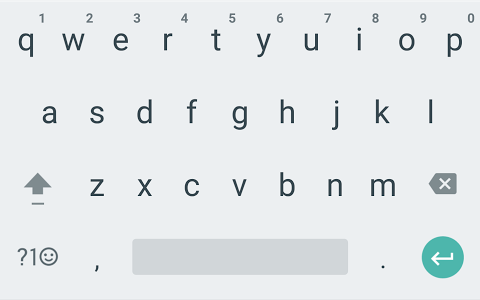 1 2 3 4 5 6 7 8 9 0
q w e r t y u i o p
a s d f g h j k l
z x c v b n m
?1☺ , .